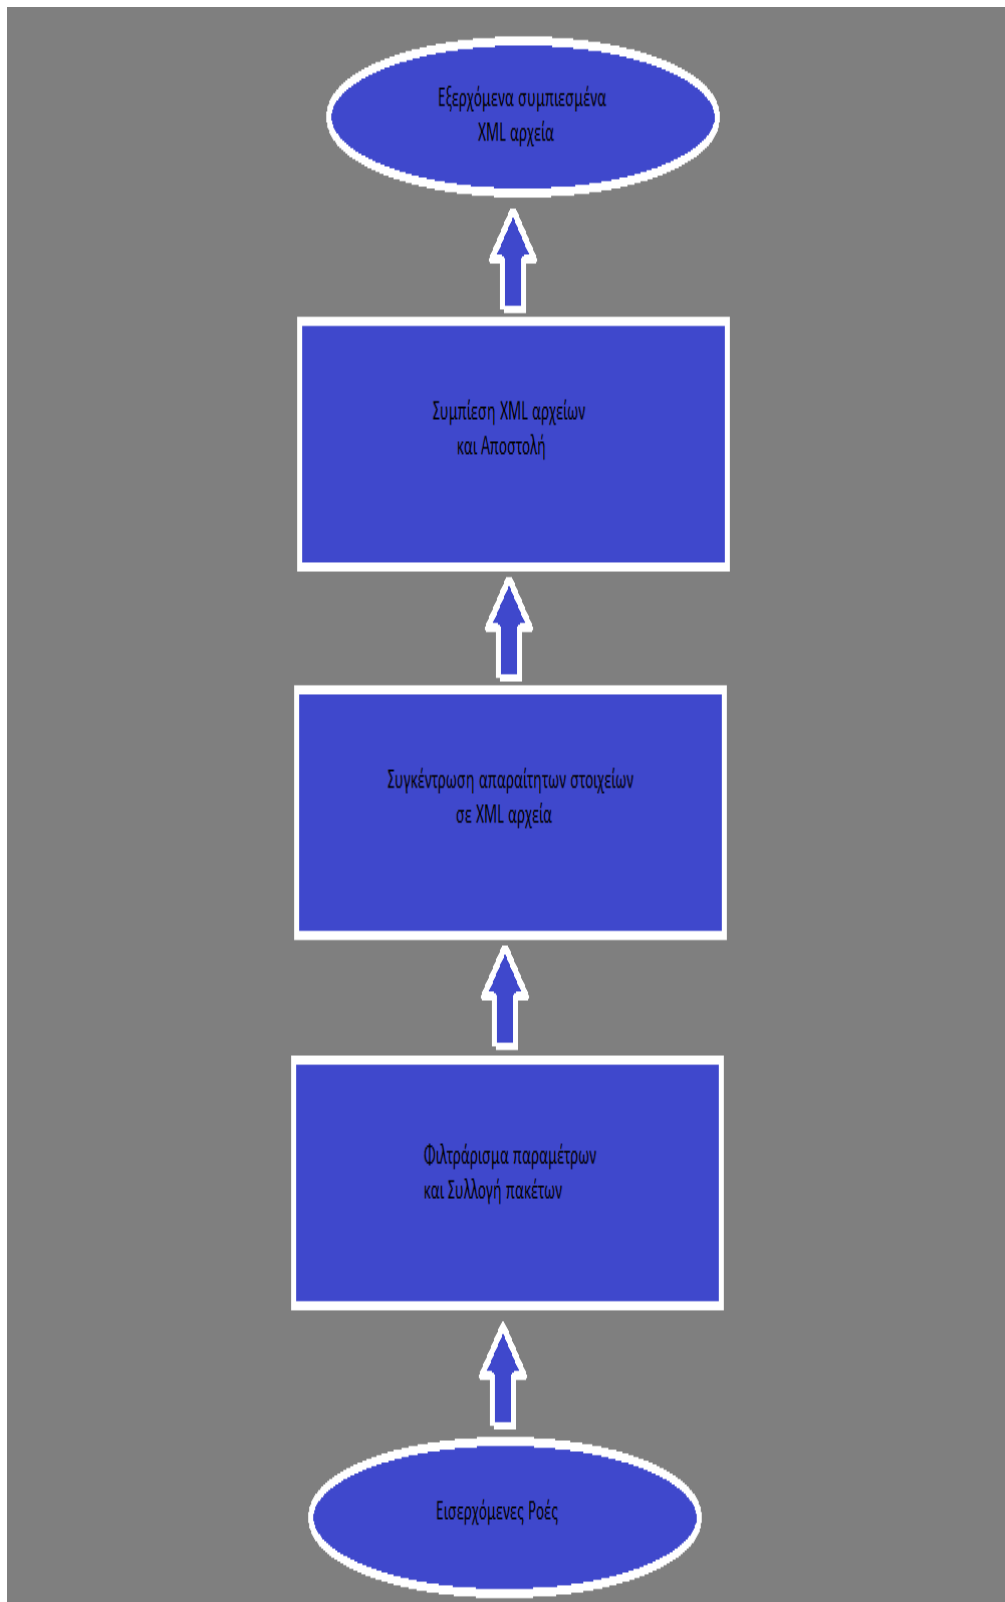 Εξερχόμενα συμπιεσμένα
XML αρχεία
Συμπίεση XML αρχείων
και Αποστολή
Συγκέντρωση απαραίτητων στοιχείων
σε XML αρχεία
Φιλτράρισμα παραμέτρων
και Συλλογή πακέτων
Εισερχόμενες Ροές